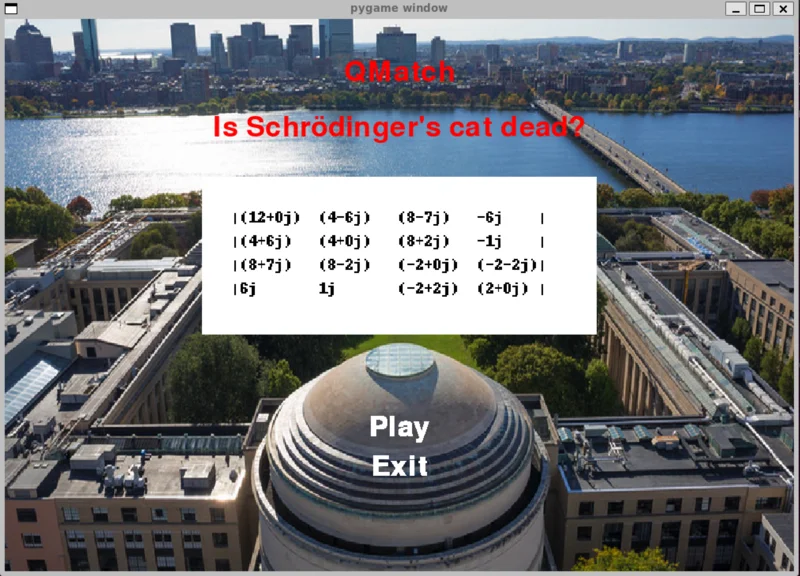 pygame window
QMatch
Is Schrödinger's cat dead?
|(12+0j) (4-6j) (8-7j) -6j |
|(4+6j) (4+0j) (8+2j) -1j |
|(8+7j) (8-2j) (-2+0j) (-2-2j)|
|6j 1j (-2+2j) (2+0j) |
Play
Exit